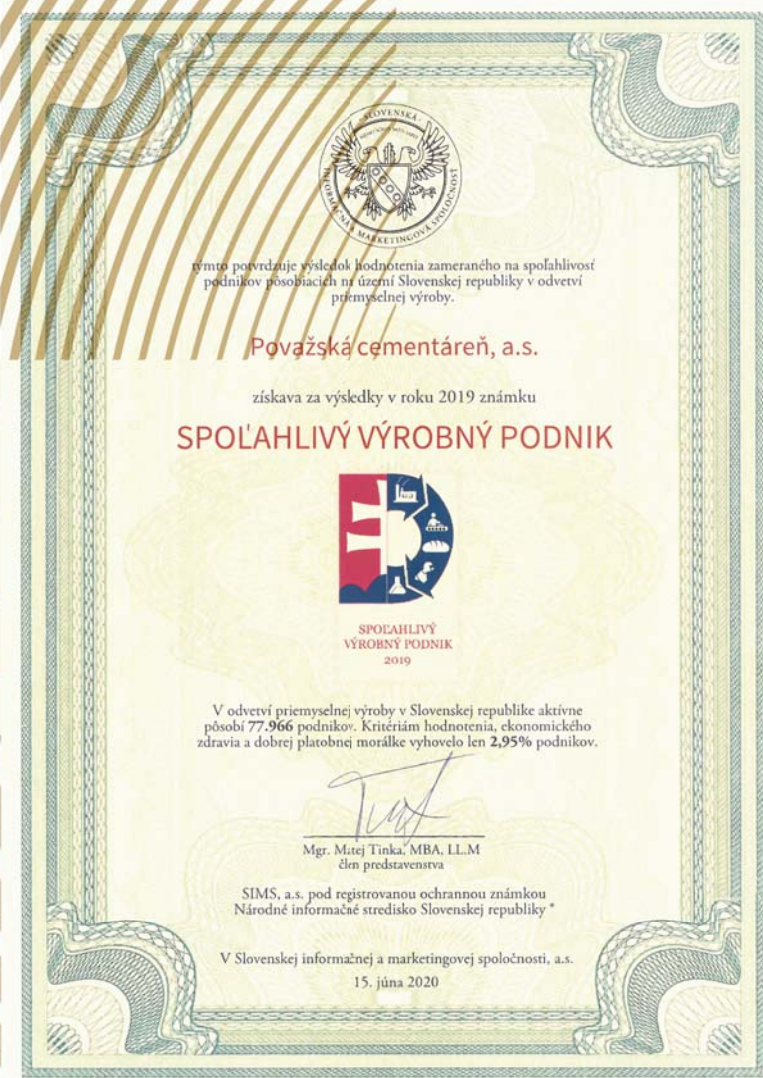 SLOVENSKÁ
INFORMAČNÁ A MARKETINGOVÁ SPOLOČNOSŤ
týmto potvrdzuje výsledok hodnotenia zameraného na spoľahlivosť
podnikov pôsobiacich na území Slovenskej republiky v odvetví
priemyselnej výroby.
Považská cementáreň, a.s.
získava za výsledky v roku 2019 známku
SPOĽAHLIVÝ VÝROBNÝ PODNIK
SPOĽAHLIVÝ
VÝROBNÝ PODNIK
2019
V odvetví priemyselnej výroby v Slovenskej republike aktívne
pôsobí 77.966 podnikov. Kritériám hodnotenia, ekonomického
zdravia a dobrej platobnej morálke vyhovelo len 2,95% podnikov.
Mgr. Matej Tinka, MBA, LL.M
člen predstavenstva
SIMS, a.s. pod registrovanou ochrannou známkou
Národné informačné stredisko Slovenskej republiky *
V Slovenskej informačnej a marketingovej spoločnosti, a.s.
15. júna 2020